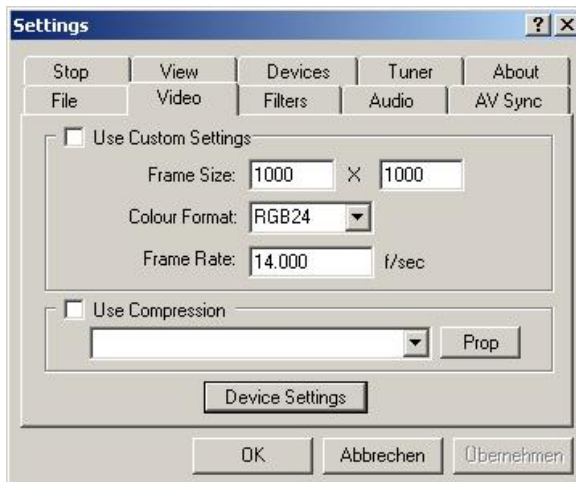 Settings
Stop View Devices Tuner About
File Video Filters Audio AV Sync
Use Custom Settings
Frame Size: 1000 X 1000
Colour Format: RGB24
Frame Rate: 14.000 f/sec
Use Compression
Prop
Device Settings
OK Abbrechen Übernehmen